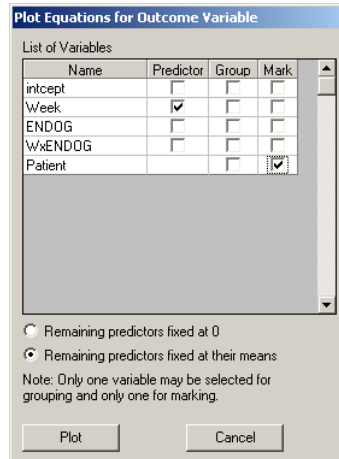 Plot Equations for Outcome Variable
List of Variables
Name Predictor Group Mark
intcept
Week
ENDOG
WxENDOG
Patient
Remaining predictors fixed at 0
Remaining predictors fixed at their means
Note: Only one variable may be selected for
grouping and only one for marking.
Plot Cancel